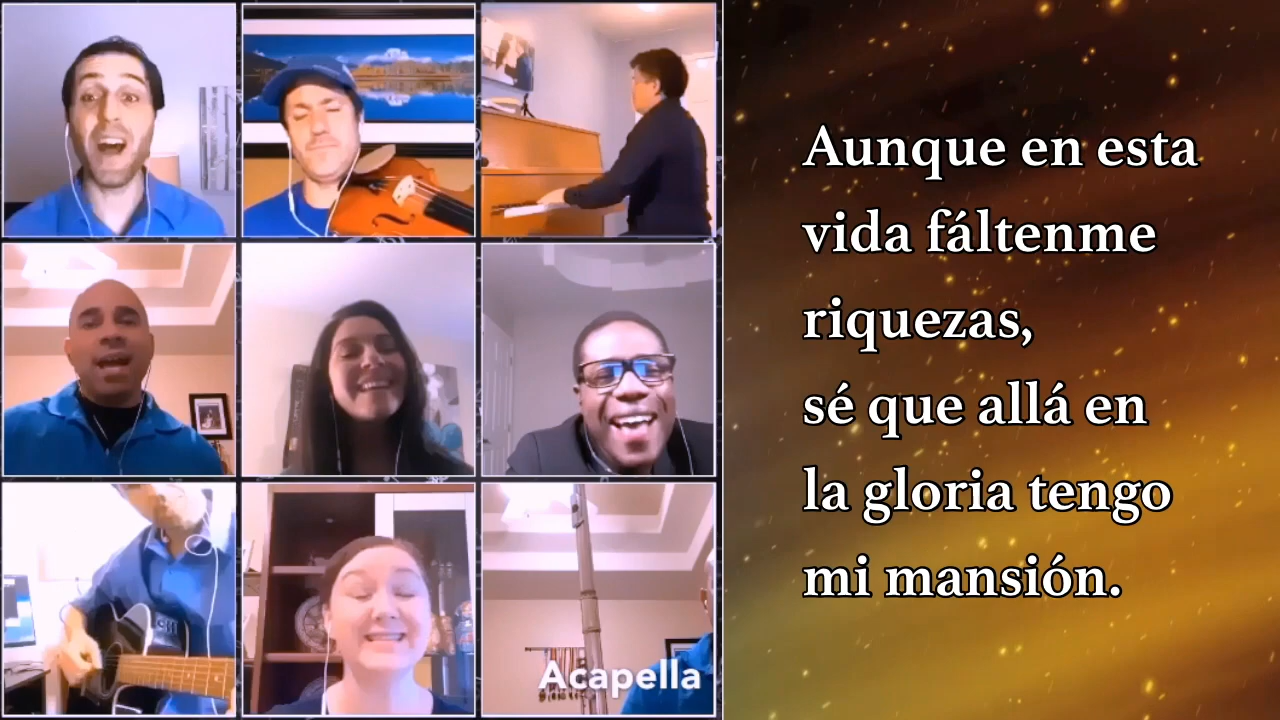 Aunque en esta
vida fáltenme
riquezas,
sé que allá en
la gloria tengo
mi mansión.
Acapella